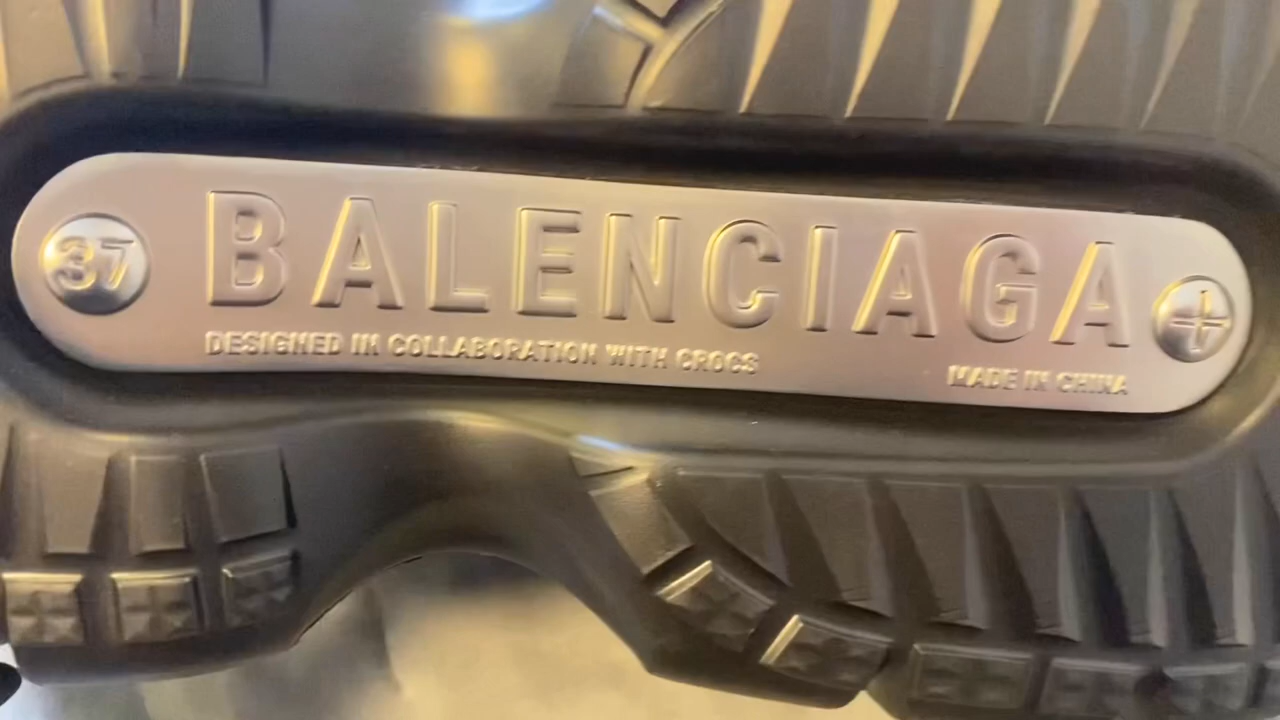 37
BALENCIAGA
DESIGNED IN COLLABORATION WITH CROCS
MADE IN CHINA